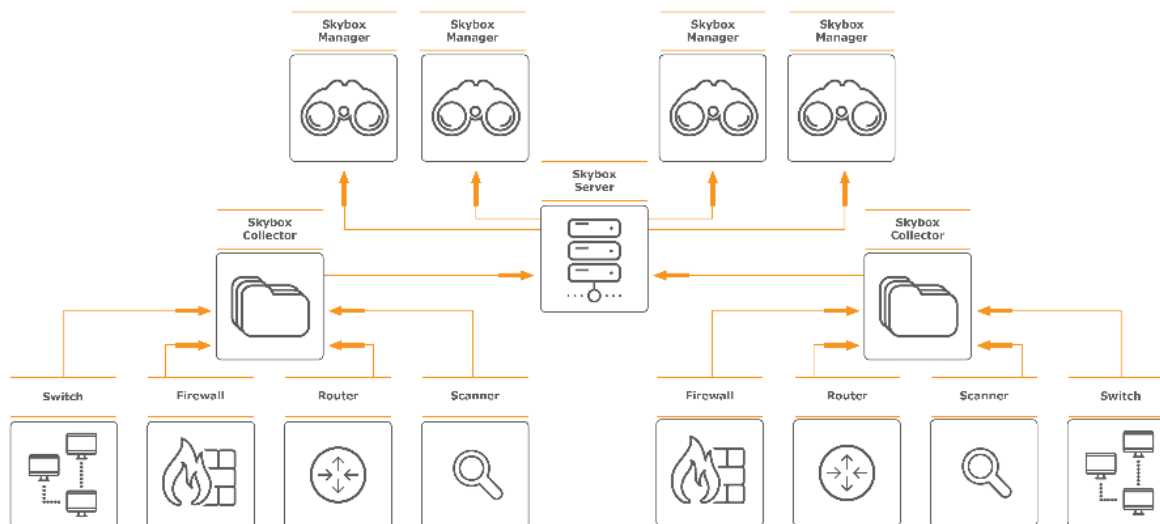 Skybox
Manager
Skybox
Manager
Skybox
Manager
Skybox
Manager
Skybox
Server
Skybox
Collector
Skybox
Collector
Switch
Firewall
Router
Scanner
Firewall
Router
Scanner
Switch